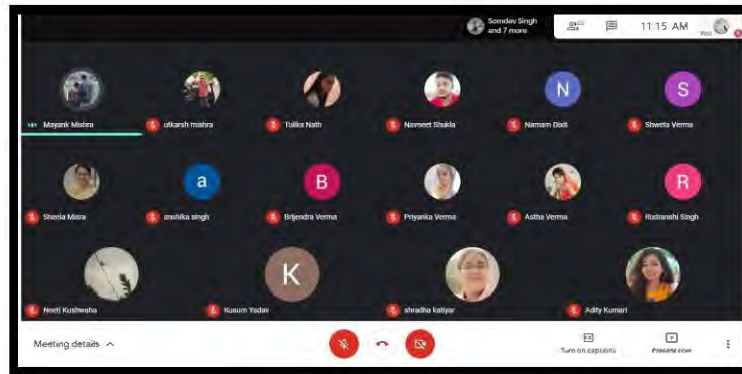 Somdev Singh
and 7 more
11:15 AM
You
Mayank Mishra
utkarsh mishra
Tulika Nath
Navneet Shukla
N
Namam Dixit
S
Shweta Verma
Sheela Misra
a
anshika singh
B
Brijendra Verma
Priyanka Verma
Astha Verma
R
Rudranshi Singh
Neeti Kushwaha
K
Kusum Yadav
shradha katiyar
Adity Kumari
Meeting details
Turn on captions
Present now